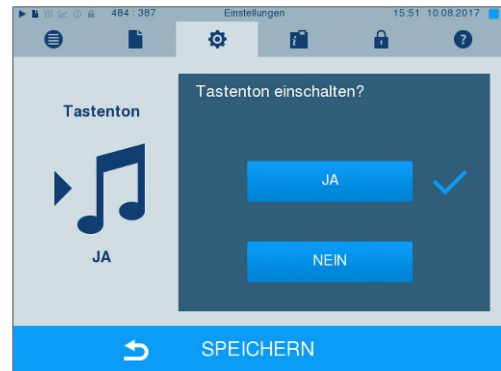 484 : 387 Einstellungen 15:51 10.08.2017
i
?
Tastenton
JA
Tastenton einschalten?
JA
NEIN
SPEICHERN